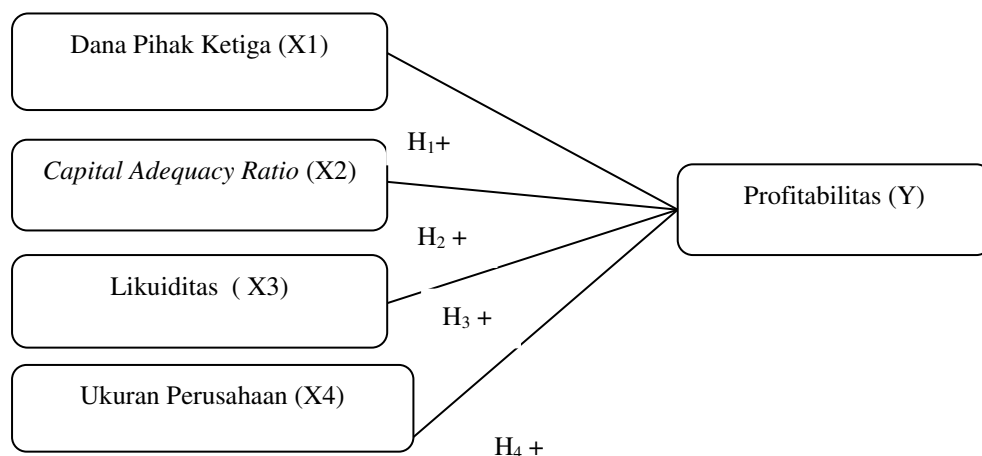 Dana Pihak Ketiga (X1)
H₁+
Capital Adequacy Ratio (X2)
Profitabilitas (Y)
H₂ +
Likuiditas ( X3)
H₃ +
Ukuran Perusahaan (X4)
H₄ +